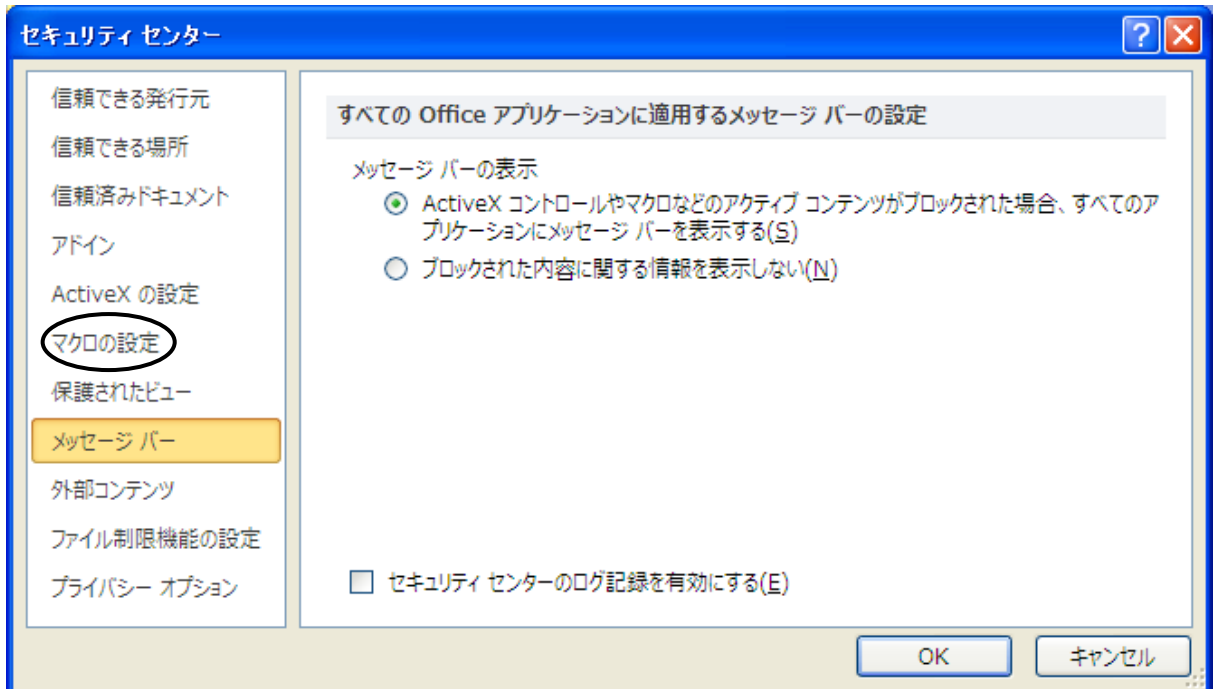 セキュリティ センター
信頼できる発行元
信頼できる場所
信頼済みドキュメント
アドイン
ActiveX の設定
マクロの設定
保護されたビュー
メッセージ バー
外部コンテンツ
ファイル制限機能の設定
プライバシー オプション
すべての Office アプリケーションに適用するメッセージ バーの設定
メッセージ バーの表示
ActiveX コントロールやマクロなどのアクティブ コンテンツがブロックされた場合、すべてのア
プリケーションにメッセージ バーを表示する(S)
ブロックされた内容に関する情報を表示しない(N)
セキュリティ センターのログ記録を有効にする(E)
OK
キャンセル